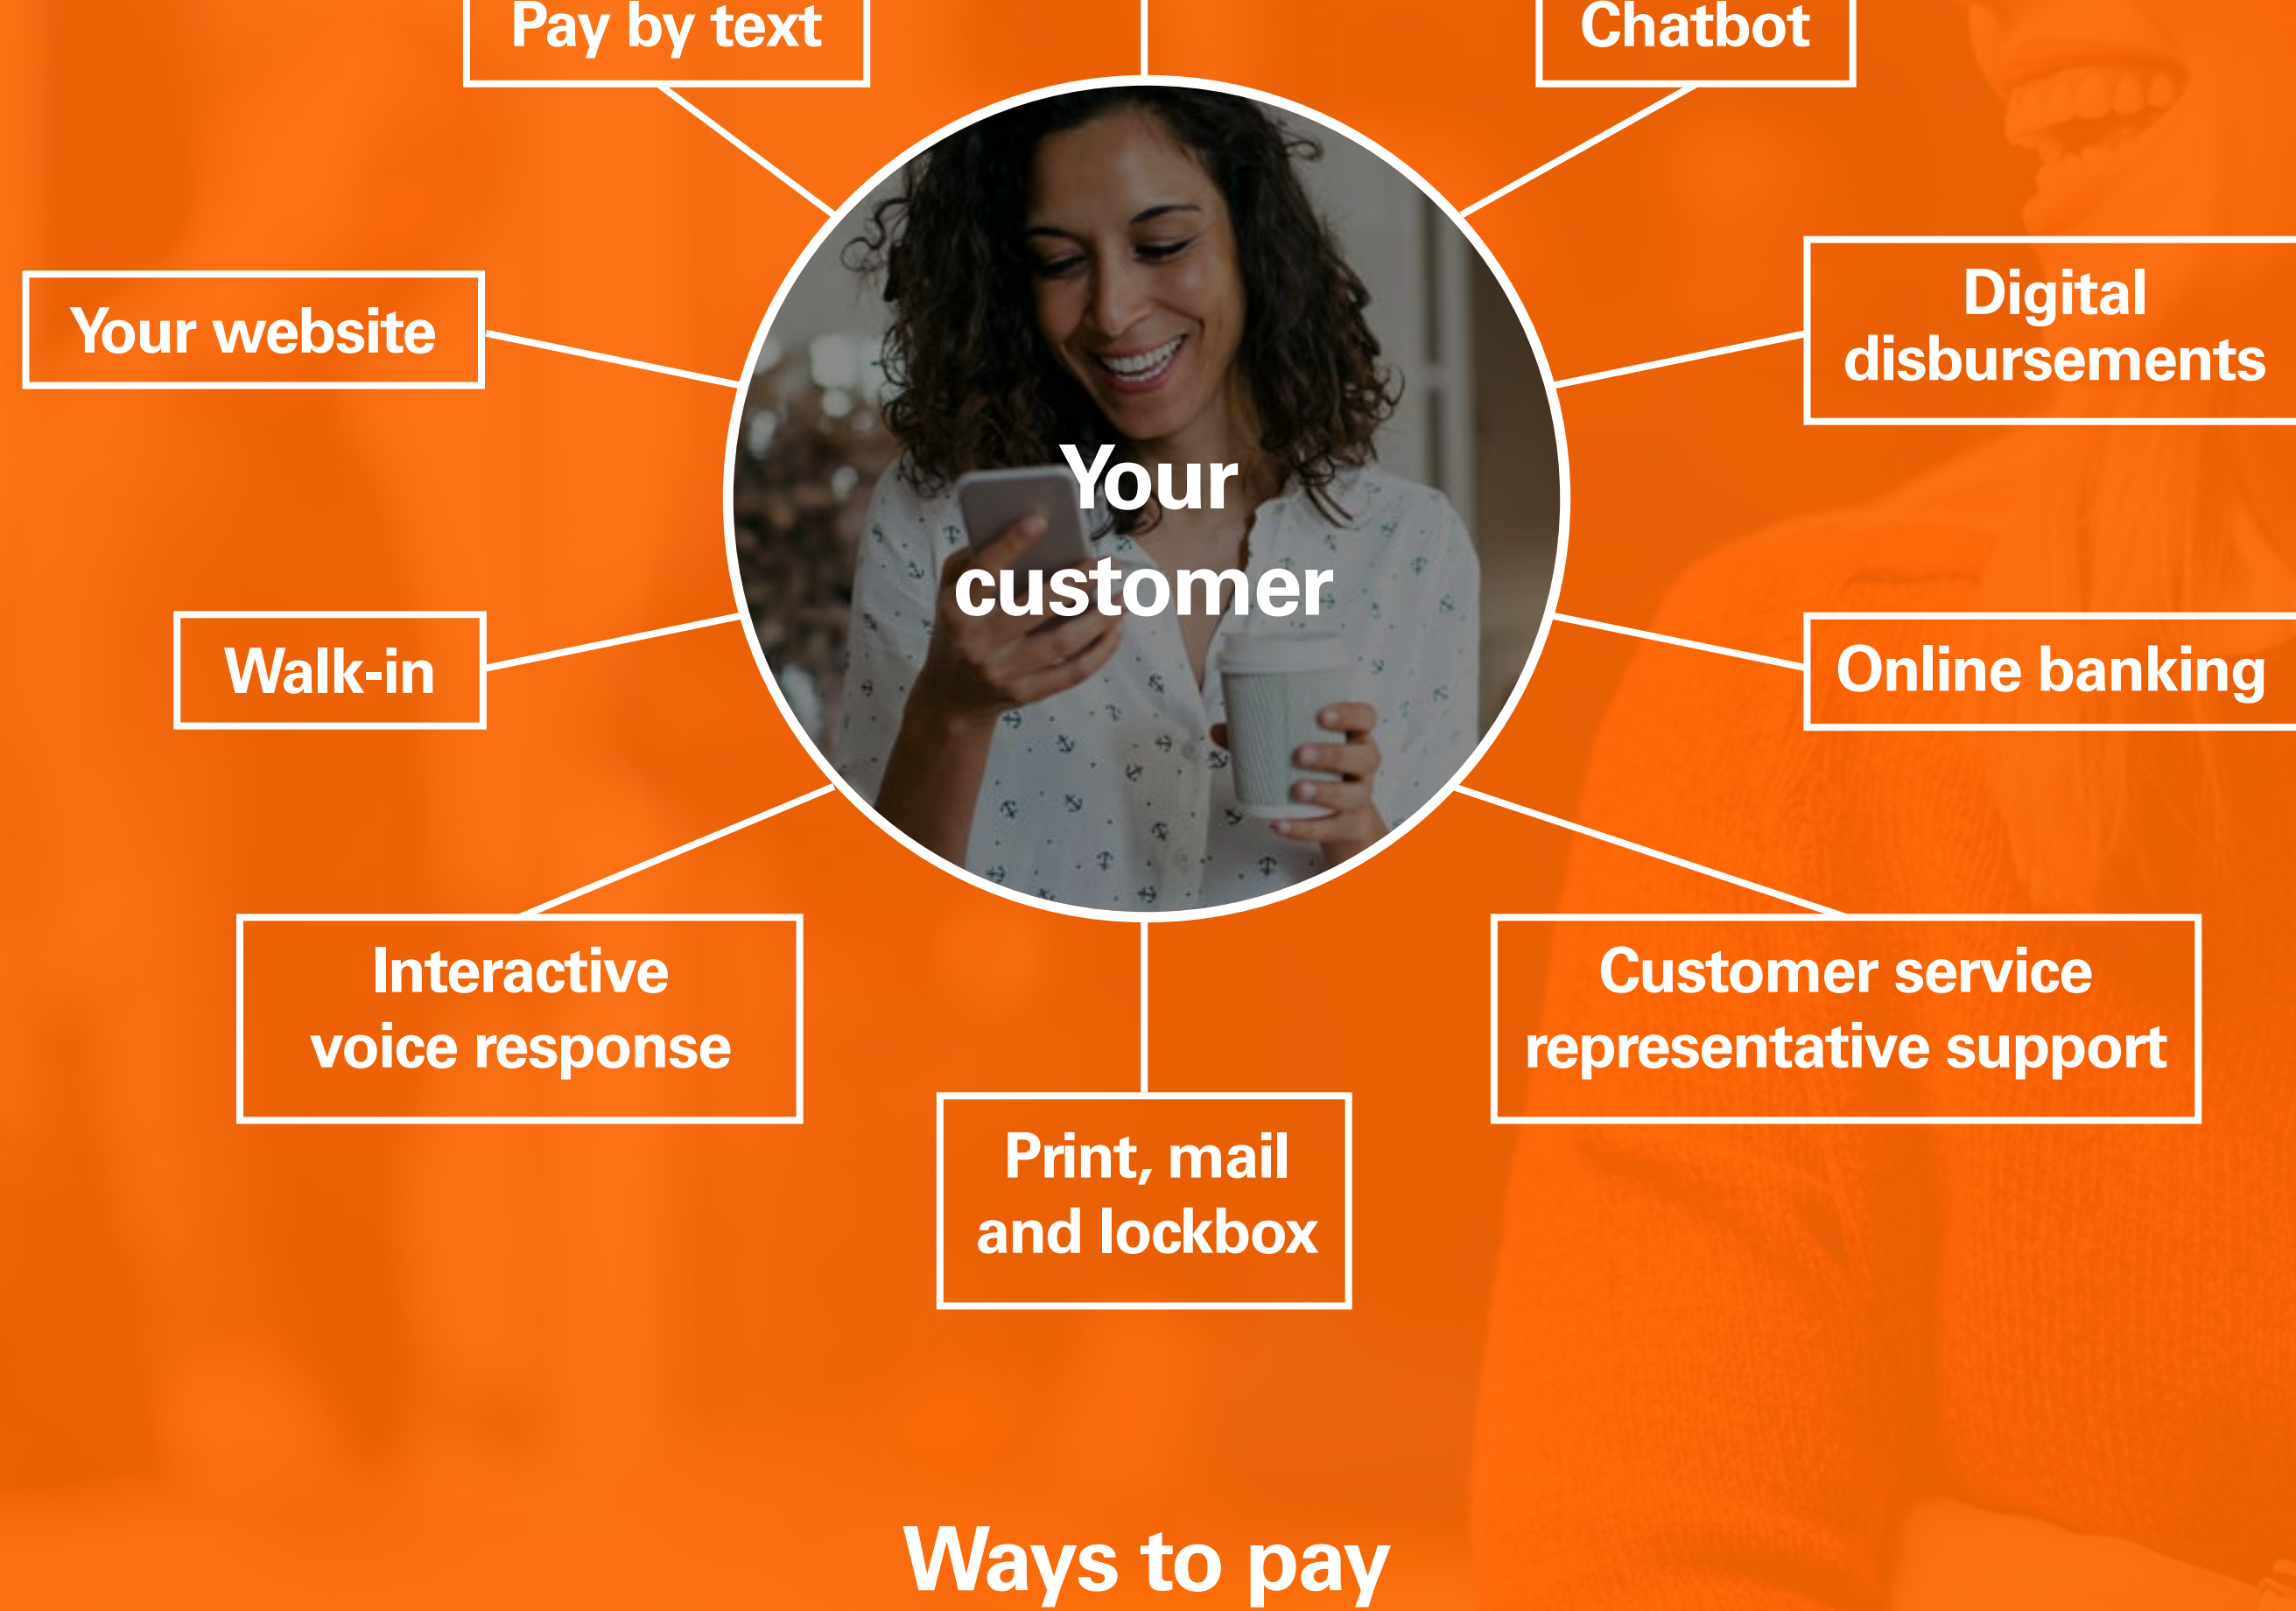 Pay by text
Chatbot
Your website
Digital
disbursements
Your
customer
Walk-in
Online banking
Interactive
voice response
Customer service
representative support
Print, mail
and lockbox
Ways to pay